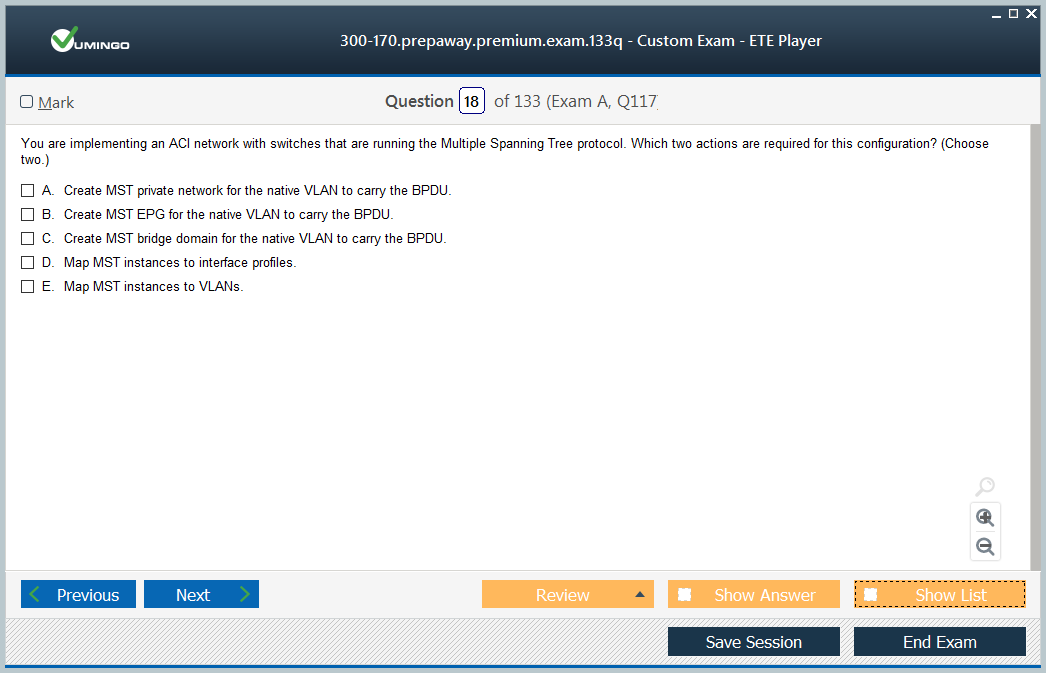 300-170.prepaway.premium.exam.133q - Custom Exam - ETE Player
VUMINGO
Mark
Question 18 of 133 (Exam A, Q117
You are implementing an ACI network with switches that are running the Multiple Spanning Tree protocol. Which two actions are required for this configuration? (Choose
two.)
A. Create MST private network for the native VLAN to carry the BPDU.
B. Create MST EPG for the native VLAN to carry the BPDU.
C. Create MST bridge domain for the native VLAN to carry the BPDU.
D. Map MST instances to interface profiles.
E. Map MST instances to VLANs.
Previous Next Review Show Answer Show List
Save Session End Exam